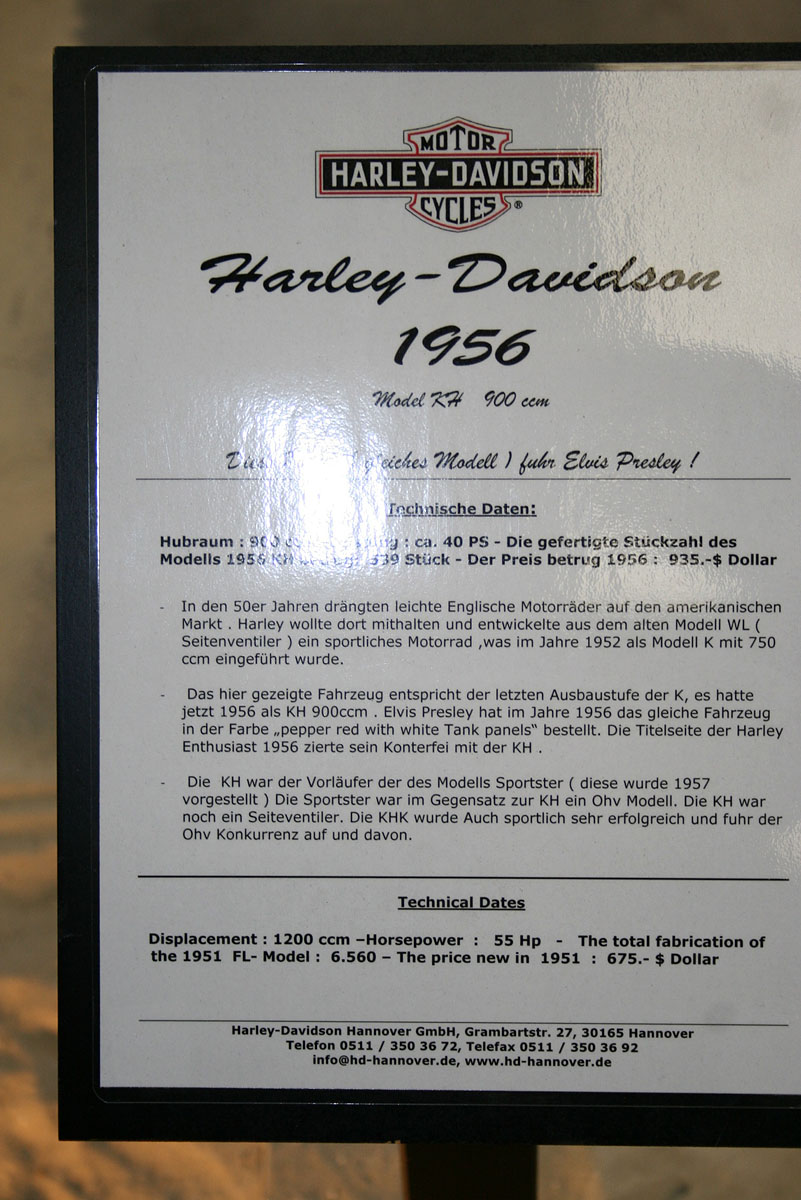 MOTOR
HARLEY-DAVIDSON
CYCLES ®
Harley-Davidson
1956
Model KH 900 ccm
gleiches Modell ) fuhr Elvis Presley !
Technische Daten:
Hubraum : 900 : ca. 40 PS - Die gefertigte Stückzahl des
Modells 1956 KH 539 Stück - Der Preis betrug 1956 : 935.-$ Dollar
- In den 50er Jahren drängten leichte Englische Motorräder auf den amerikanischen
Markt . Harley wollte dort mithalten und entwickelte aus dem alten Modell WL (
Seitenventiler ) ein sportliches Motorrad ,was im Jahre 1952 als Modell K mit 750
ccm eingeführt wurde.
- Das hier gezeigte Fahrzeug entspricht der letzten Ausbaustufe der K, es hatte
jetzt 1956 als KH 900ccm . Elvis Presley hat im Jahre 1956 das gleiche Fahrzeug
in der Farbe „pepper red with white Tank panels“ bestellt. Die Titelseite der Harley
Enthusiast 1956 zierte sein Konterfei mit der KH .
- Die KH war der Vorläufer der des Modells Sportster ( diese wurde 1957
vorgestellt ) Die Sportster war im Gegensatz zur KH ein Ohv Modell. Die KH war
noch ein Seiteventiler. Die KHK wurde Auch sportlich sehr erfolgreich und fuhr der
Ohv Konkurrenz auf und davon.
Technical Dates
Displacement : 1200 ccm –Horsepower : 55 Hp - The total fabrication of
the 1951 FL- Model : 6.560 – The price new in 1951 : 675.- $ Dollar
Harley-Davidson Hannover GmbH, Grambartstr. 27, 30165 Hannover
Telefon 0511 / 350 36 72, Telefax 0511 / 350 36 92
info@hd-hannover.de, www.hd-hannover.de